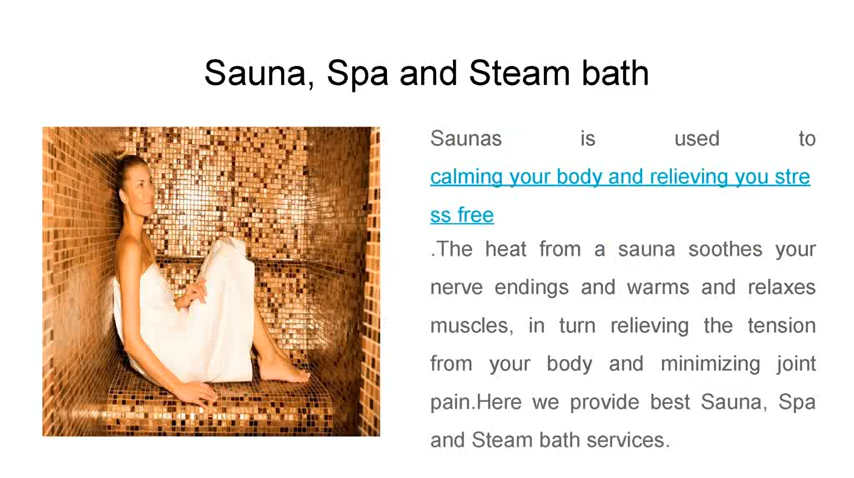 Sauna, Spa and Steam bath
Saunas is used to
calming your body and relieving you stre
ss free
.The heat from a sauna soothes your
nerve endings and warms and relaxes
muscles, in turn relieving the tension
from your body and minimizing joint
pain.Here we provide best Sauna, Spa
and Steam bath services.